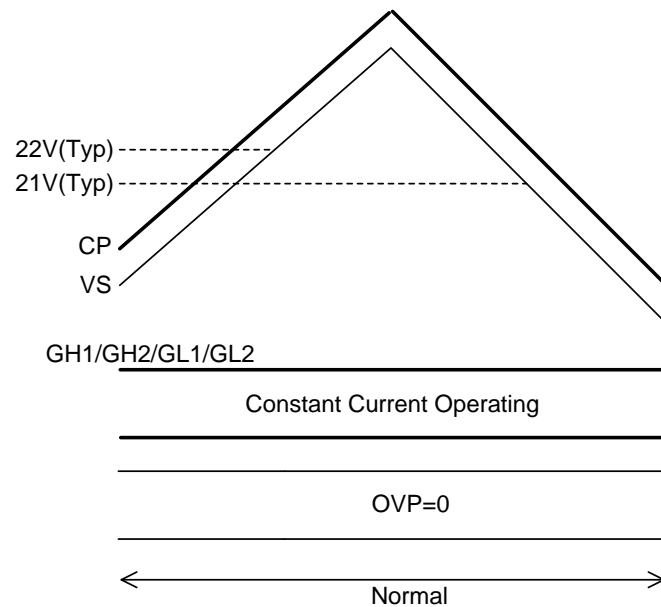 22V(Typ)
21V(Typ)
CP
VS
GH1/GH2/GL1/GL2
Constant Current Operating
OVP=0
Normal